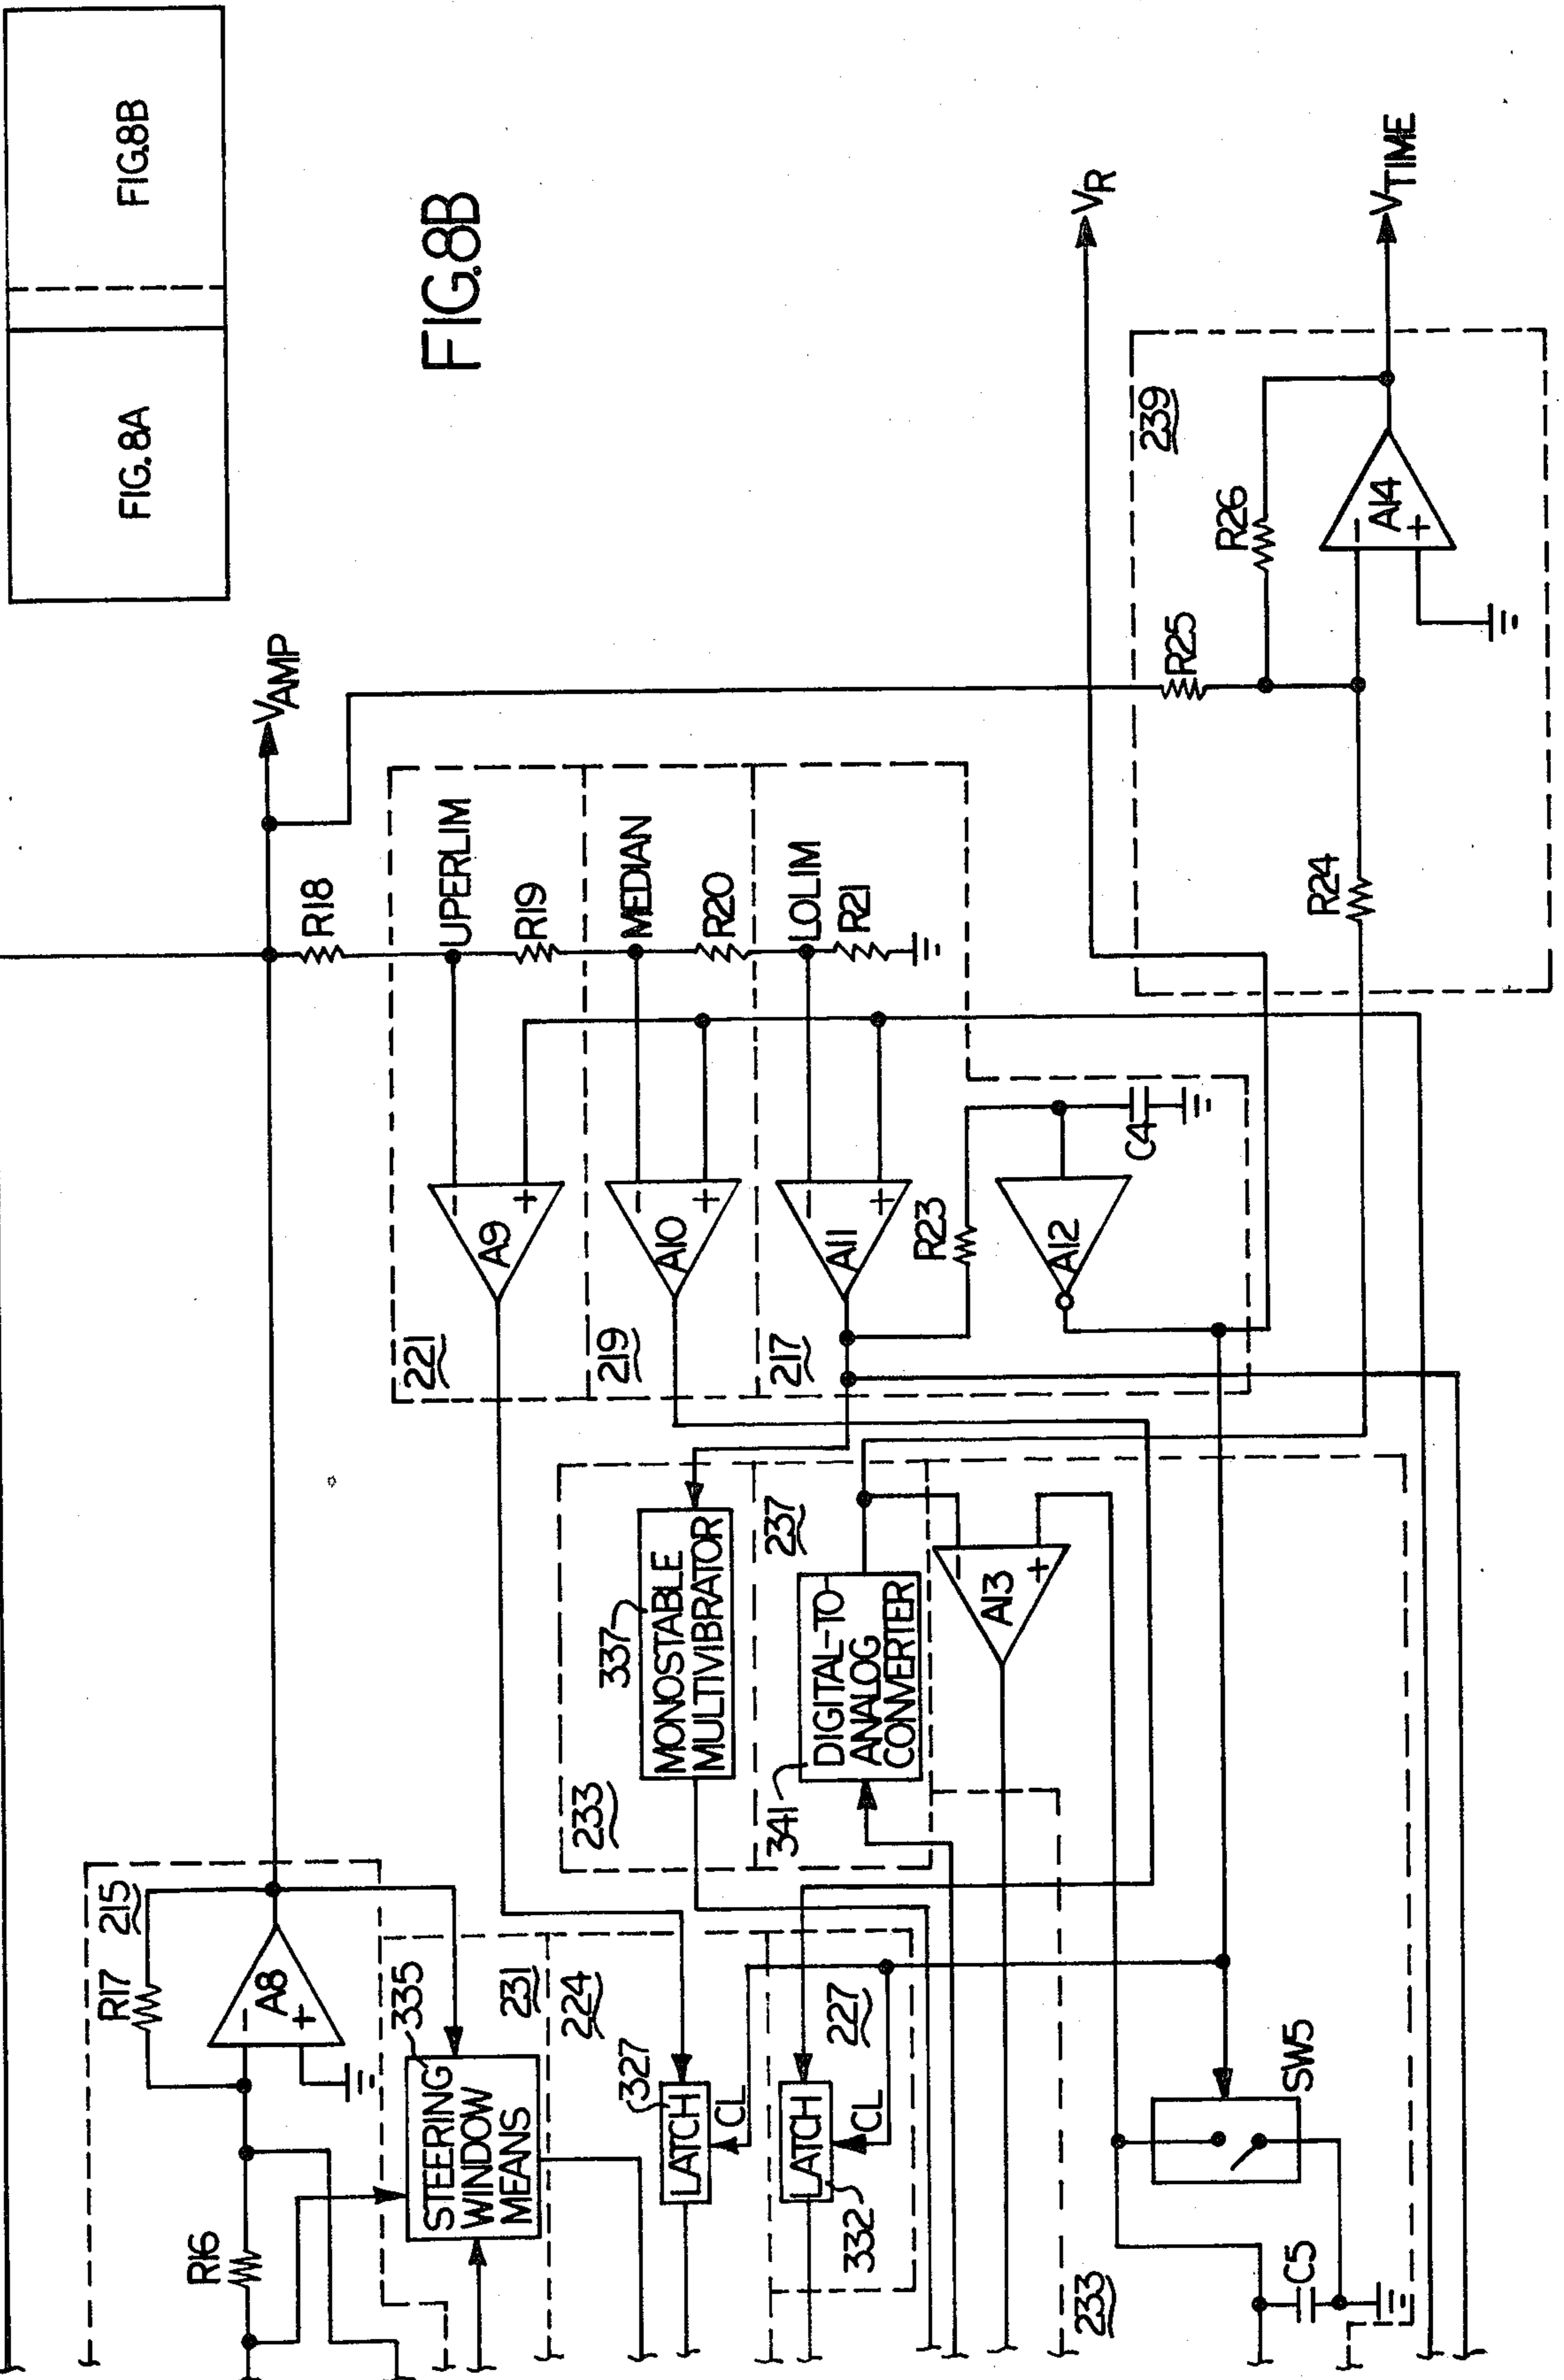 FIG. 8A
FIG.8B
FIG.8B
VAMP
VR
VTIME
215
R17
A8
R16
335
STEERING
WINDOW
MEANS
231
224
327
LATCH
CL
227
LATCH
CL
332
R18
UPERLIM
R19
MEDIAN
R20
LOLIM
R21
A9
A10
A11
R23
A12
C4
221
219
217
337
MONOSTABLE
MULTIVIBRATOR
233
237
DIGITAL-TO-
ANALOG
CONVERTER
341
A13
233
SW5
C5
239
R24
R25
R26
A14